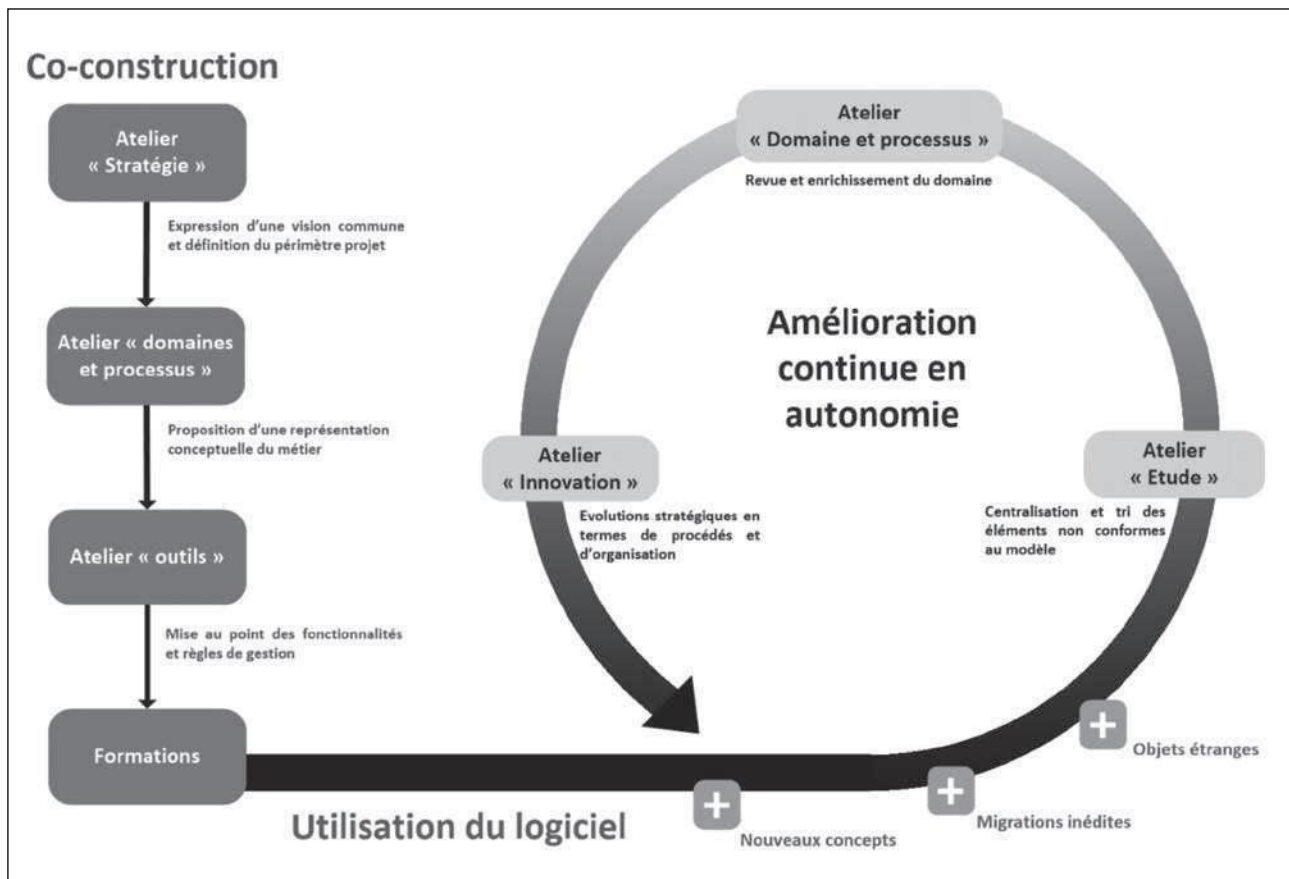 Co-construction
Atelier
« Stratégie »
Expression d'une vision commune
et définition du périmètre projet
Atelier « domaines
et processus »
Proposition d'une représentation
conceptuelle du métier
Atelier « outils »
Mise au point des fonctionnalités
et règles de gestion
Formations
Utilisation du logiciel
Nouveaux concepts
Migrations inédites
Objets étranges
Atelier
« Etude »
Centralisation et tri des
éléments non conformes
au modèle
Atelier
« Domaine et processus »
Revue et enrichissement du domaine
Atelier
« Innovation »
Evolutions stratégiques en
termes de procédés et
d'organisation
Amélioration
continue en
autonomie